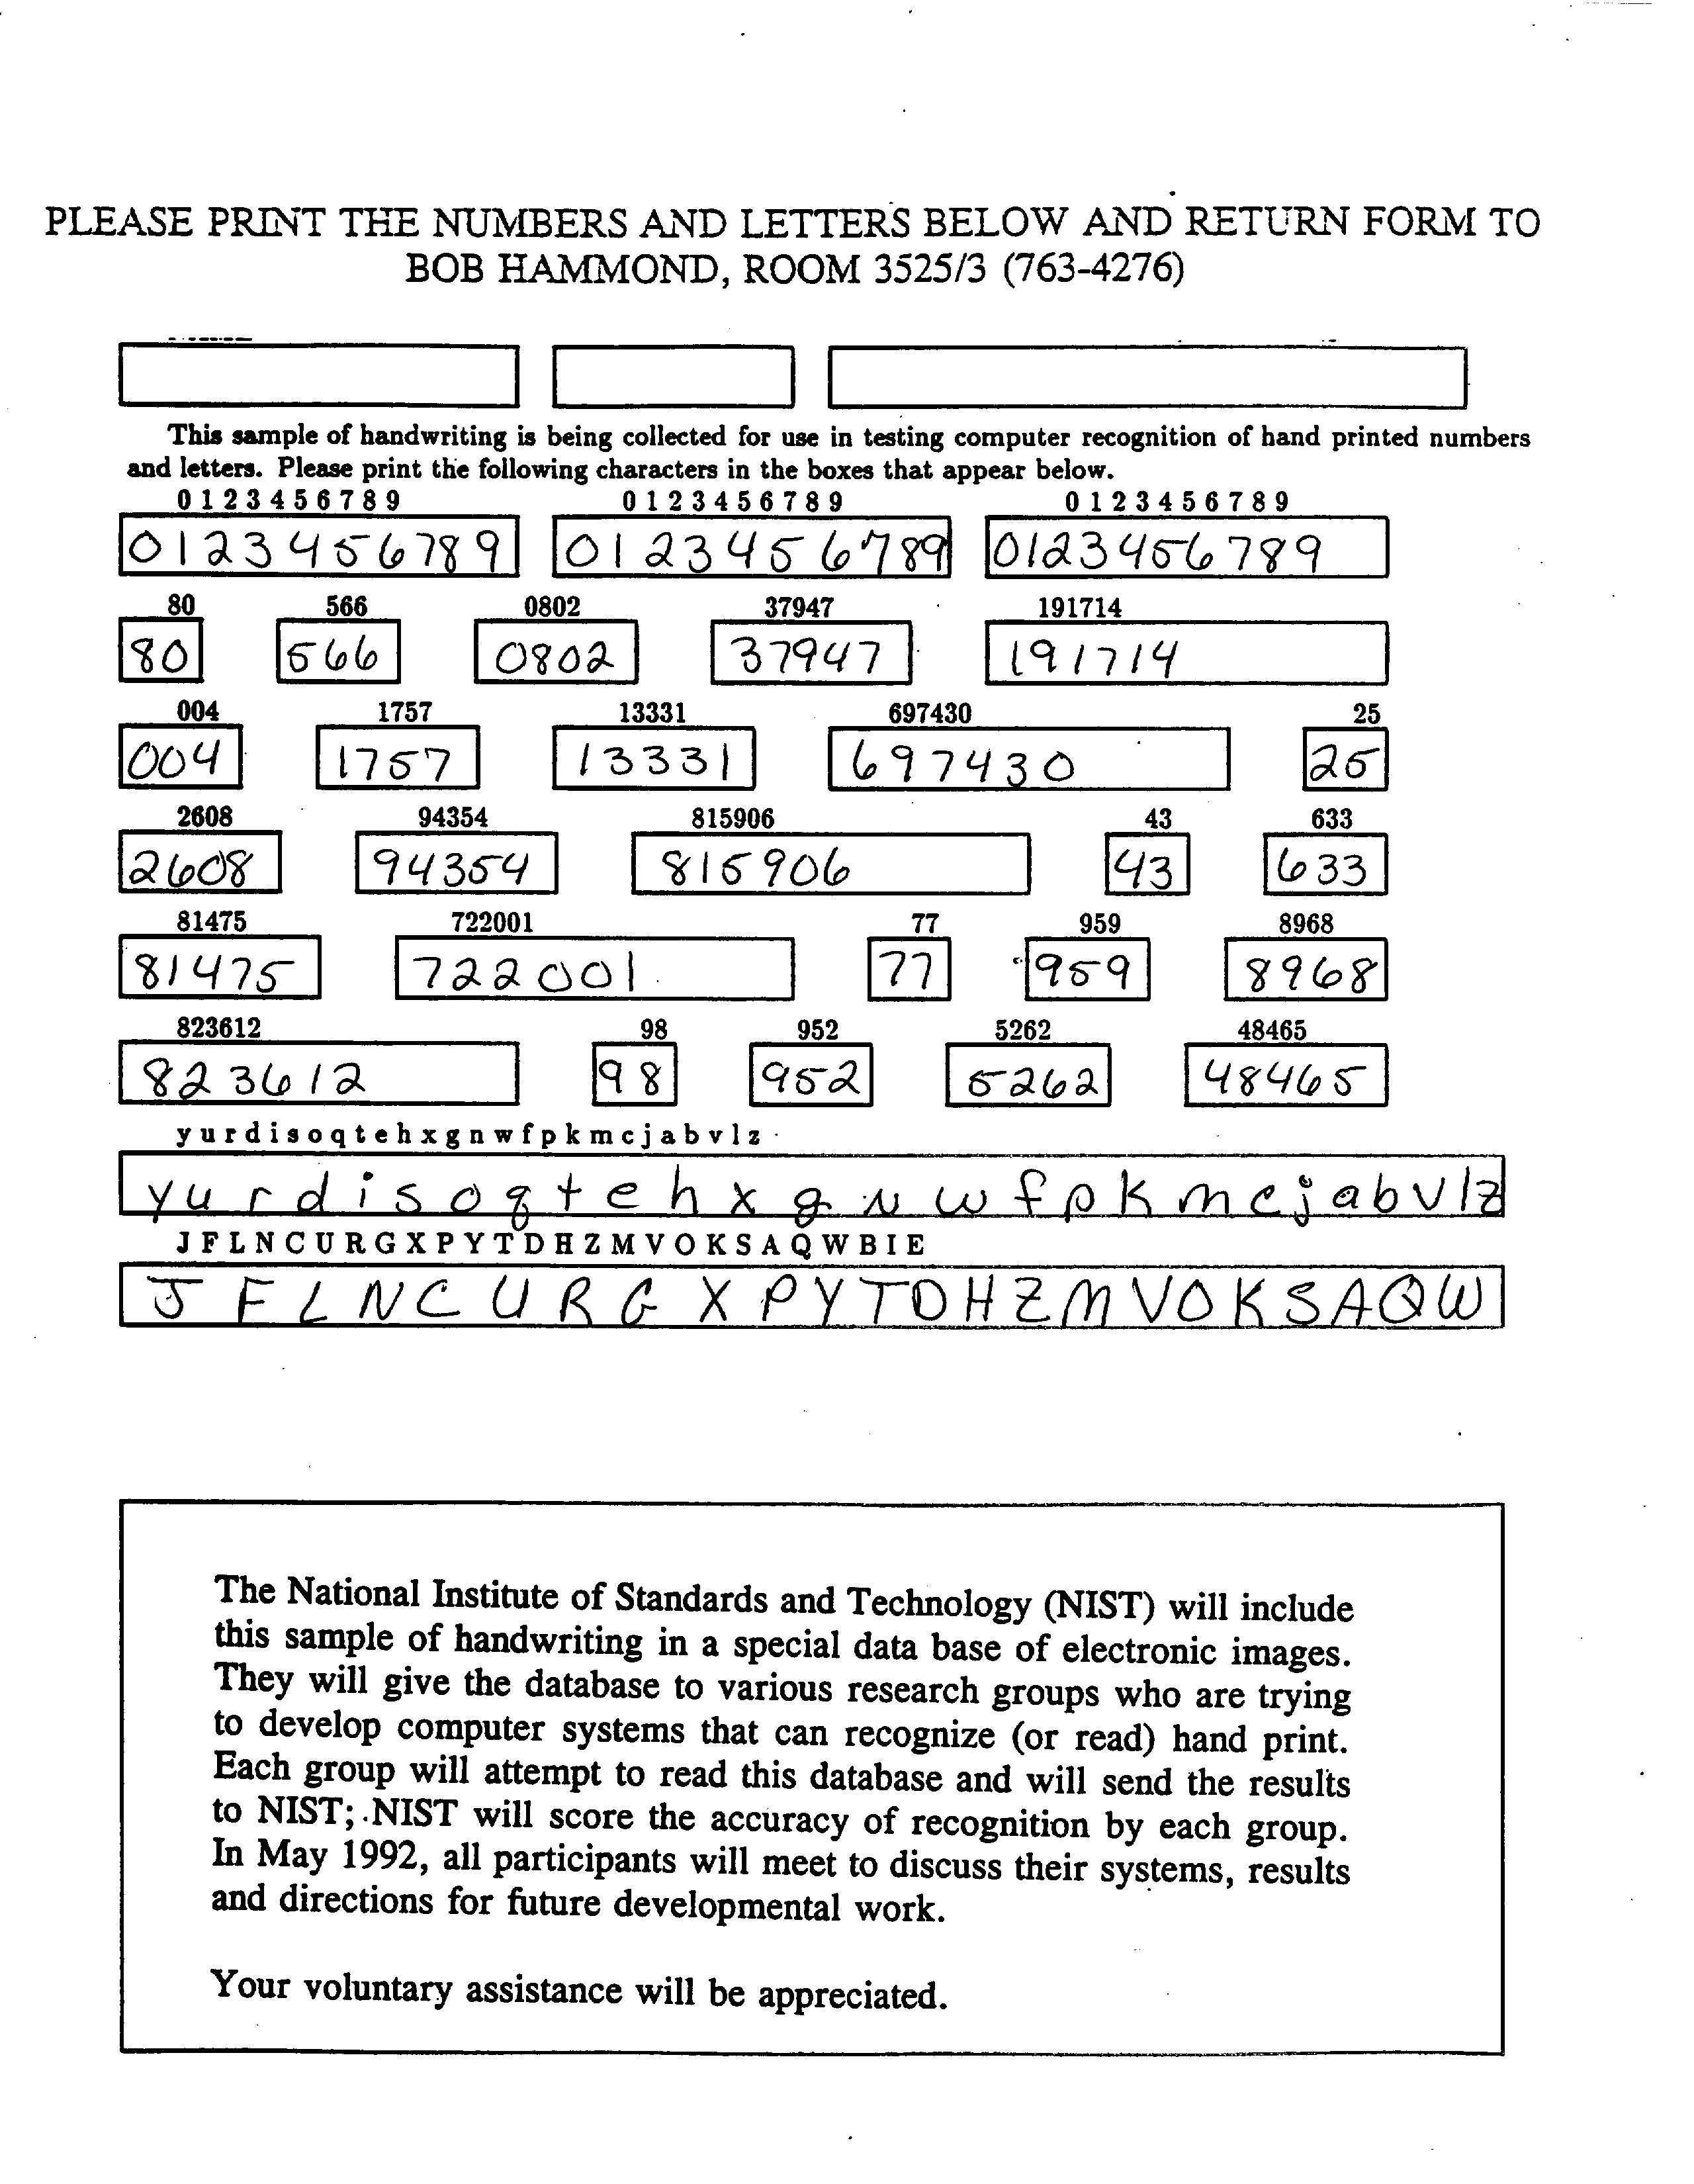 PLEASE PRINT THE NUMBERS AND LETTERS BELOW AND RETURN FORM TO
BOB HAMMOND, ROOM 3525/3 (763-4276)
This sample of handwriting is being collected for use in testing computer recognition of hand printed numbers
and letters. Please print the following characters in the boxes that appear below.
0 1 2 3 4 5 6 7 8 9 0 1 2 3 4 5 6 7 8 9 0 1 2 3 4 5 6 7 8 9
0123456789 0123456789 0123456789
80 566 0802 37947 191714
80 566 0802 37947 191714
004 1757 13331 697430 25
004 1757 13331 697430 25
2608 94354 815906 43 633
2608 94354 815906 43 633
81475 722001 77 959 8968
81475 722001 77 959 8968
823612 98 952 5262 48465
823612 98 952 5262 48465
y u r d i s o q t e h x g n w f p k m c j a b v l z
y u r d i s o q t e h x g n w f p k m c j a b v l z
J F L N C U R G X P Y T D H Z M V O K S A Q W B I E
J F L N C U R G X P Y T D H Z M V O K S A Q W
The National Institute of Standards and Technology (NIST) will include
this sample of handwriting in a special data base of electronic images.
They will give the database to various research groups who are trying
to develop computer systems that can recognize (or read) hand print.
Each group will attempt to read this database and will send the results
to NIST; NIST will score the accuracy of recognition by each group.
In May 1992, all participants will meet to discuss their systems, results
and directions for future developmental work.
Your voluntary assistance will be appreciated.